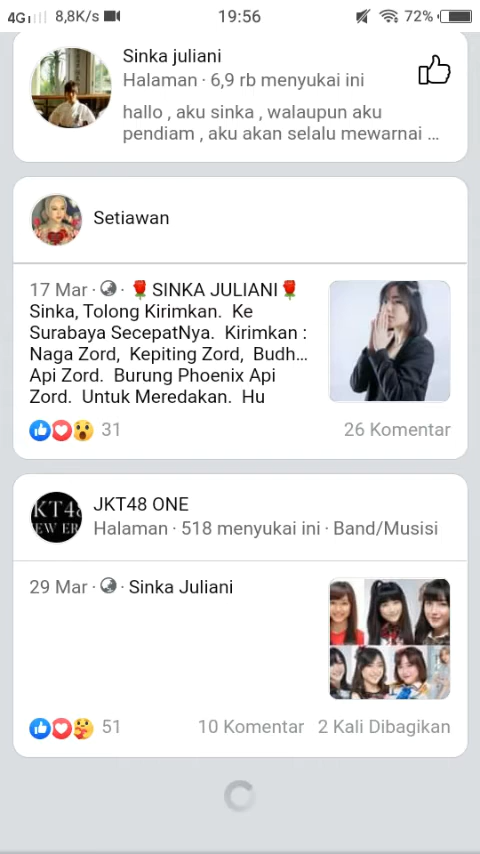 4G 8,8K/s 19:56 72%
Sinka juliani
Halaman · 6,9 rb menyukai ini
hallo , aku sinka , walaupun aku
pendiam , aku akan selalu mewarnai ...
Setiawan
17 Mar · · 🌹SINKA JULIANI🌹
Sinka, Tolong Kirimkan. Ke
Surabaya SecepatNya. Kirimkan :
Naga Zord, Kepiting Zord, Budh...
Api Zord. Burung Phoenix Api
Zord. Untuk Meredakan. Hu
31 26 Komentar
KT48
EW ER
JKT48 ONE
Halaman · 518 menyukai ini · Band/Musisi
29 Mar · · Sinka Juliani
51 10 Komentar 2 Kali Dibagikan